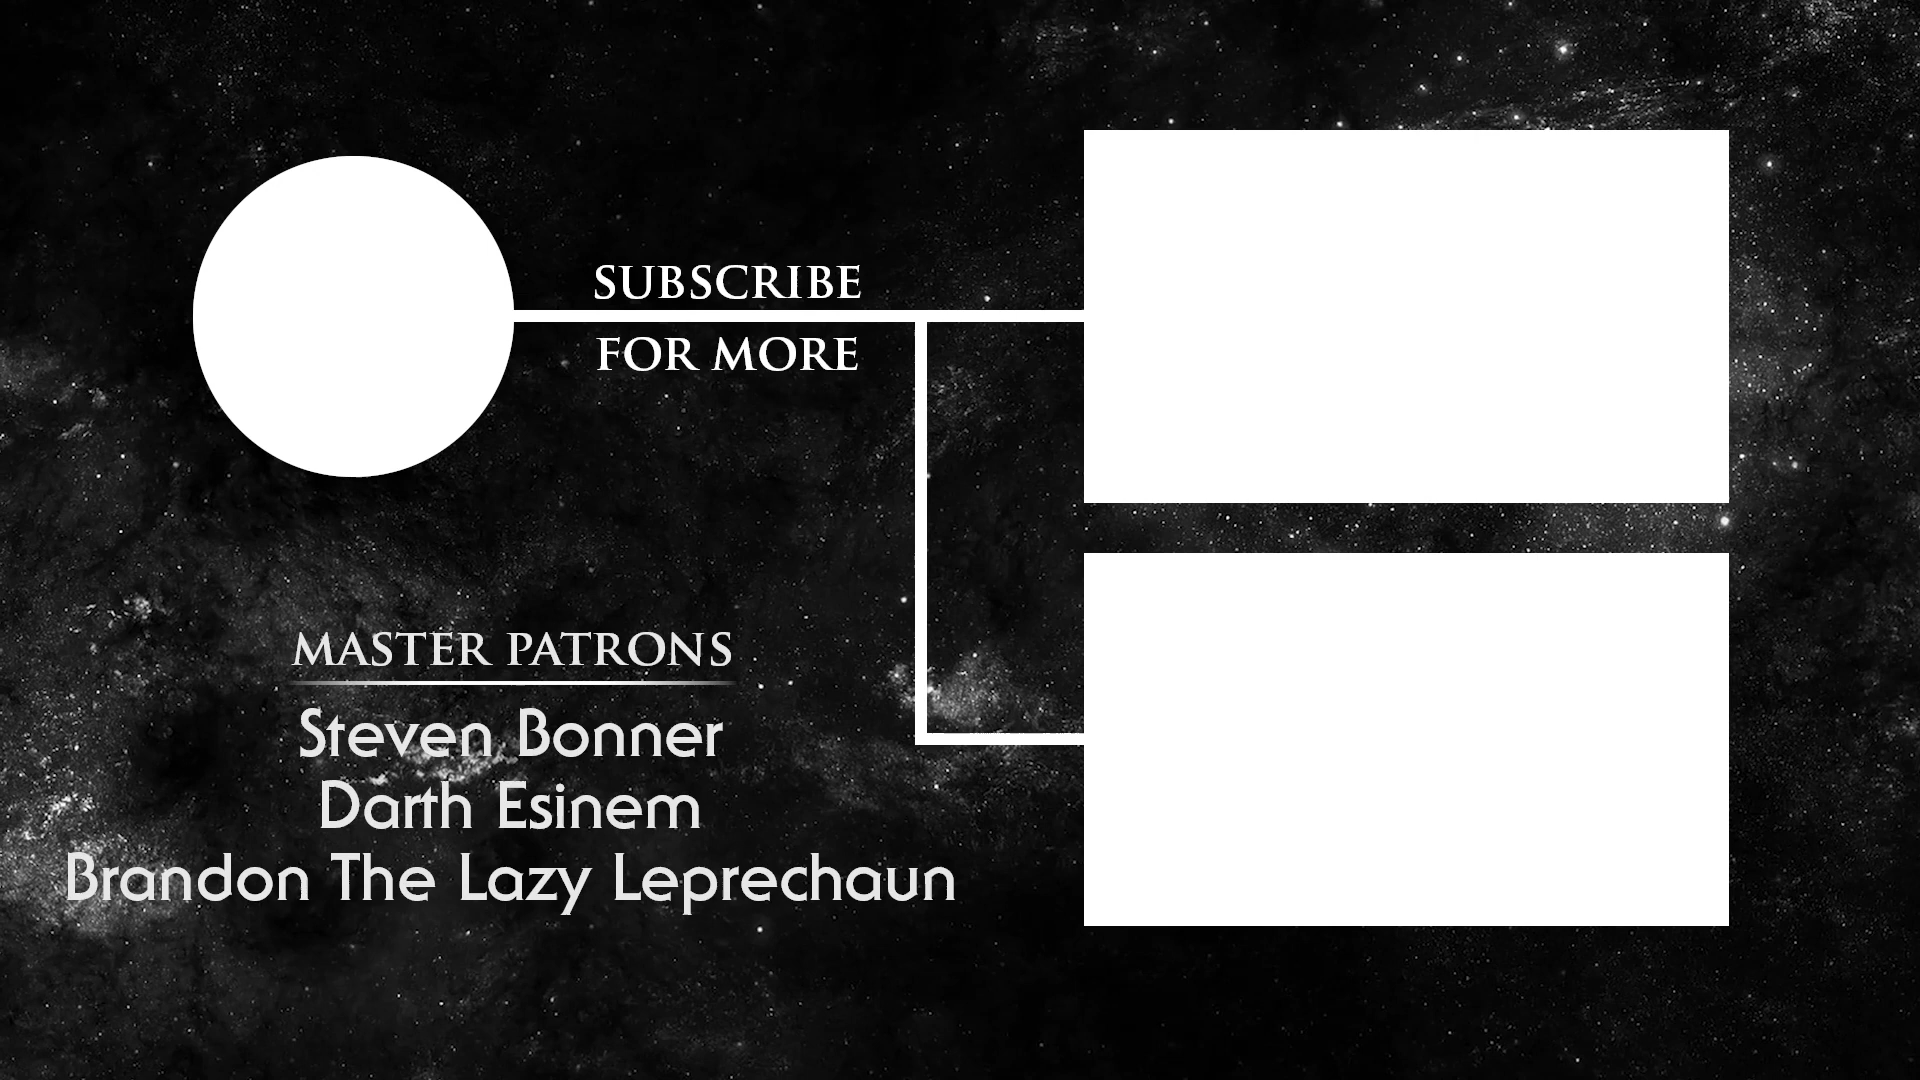 SUBSCRIBE
FOR MORE
MASTER PATRONS
Steven Bonner
Darth Esinem
Brandon The Lazy Leprechaun